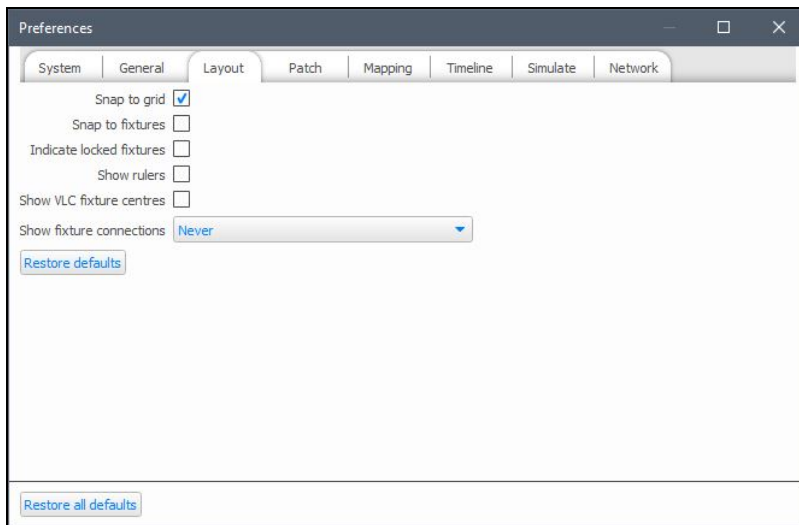 Preferences
System General Layout Patch Mapping Timeline Simulate Network
Snap to grid
Snap to fixtures
Indicate locked fixtures
Show rulers
Show VLC fixture centres
Show fixture connections Never
Restore defaults
Restore all defaults